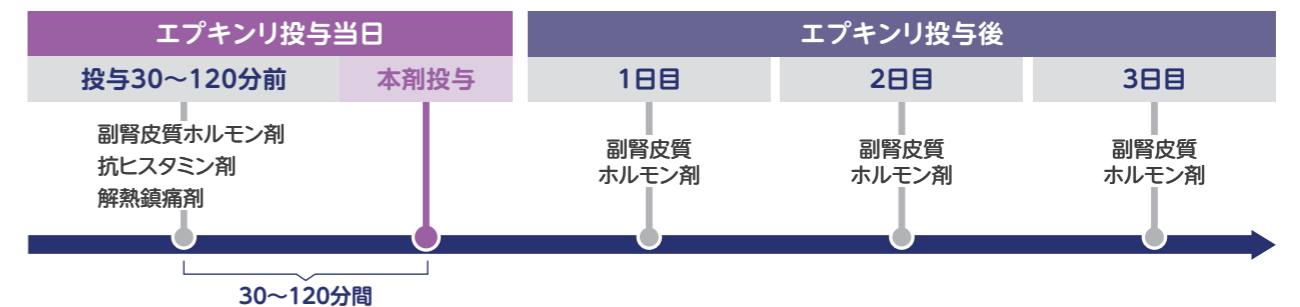 エプキンリ投与当日
エプキンリ投与後
投与30～120分前
本剤投与
1日目
2日目
3日目
副腎皮質ホルモン剤
抗ヒスタミン剤
解熱鎮痛剤
副腎皮質
ホルモン剤
副腎皮質
ホルモン剤
副腎皮質
ホルモン剤
30～120分間